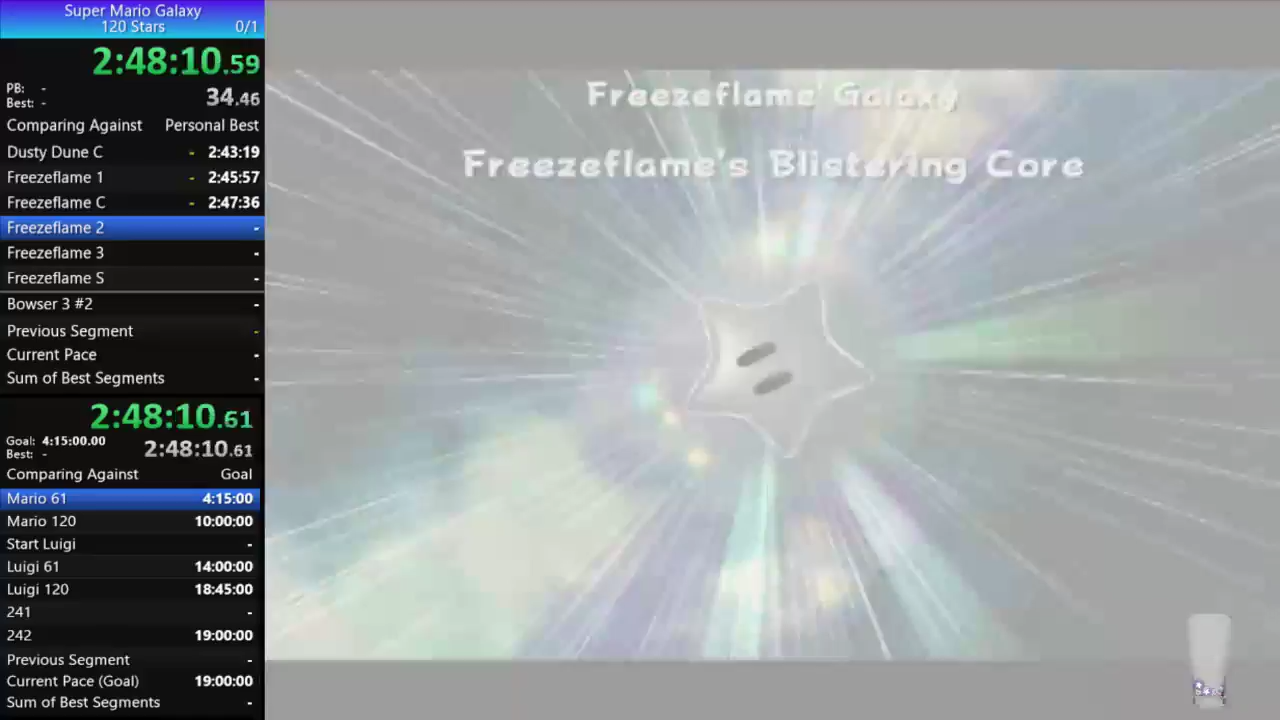 Super Mario Galaxy
120 Stars 0/1
2:48:10.59
PB: -
Best: - 34.46
Comparing Against Personal Best
Dusty Dune C - 2:43:19
Freezeflame 1 - 2:45:57
Freezeflame C - 2:47:36
Freezeflame 2 -
Freezeflame 3 -
Freezeflame S -
Bowser 3 #2 -
Previous Segment -
Current Pace -
Sum of Best Segments -
2:48:10.61
Goal: 4:15:00.00
Best: - 2:48:10.61
Comparing Against Goal
Mario 61 4:15:00
Mario 120 10:00:00
Start Luigi -
Luigi 61 14:00:00
Luigi 120 18:45:00
241 -
242 19:00:00
Previous Segment -
Current Pace (Goal) 19:00:00
Sum of Best Segments -
Freezeflame Galaxy
Freezeflame's Blistering Core